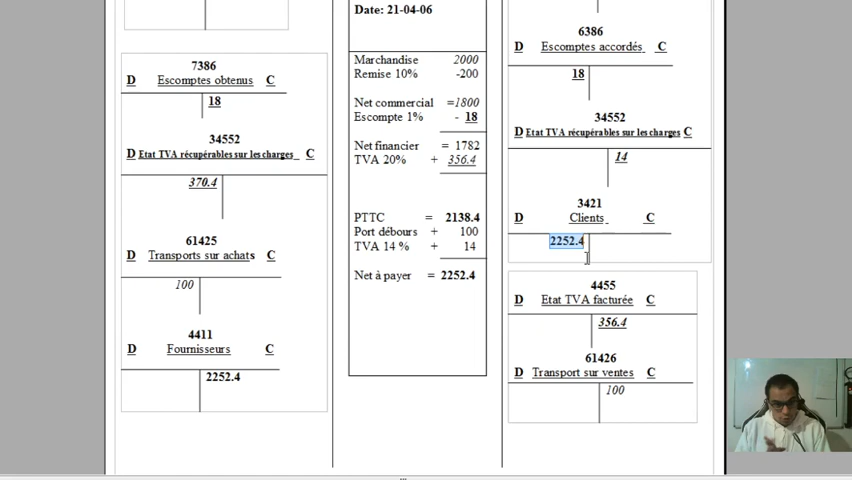 7386
D Escomptes obtenus C
18
34552
D Etat TVA récupérables sur les charges C
370.4
61425
D Transports sur achats C
100
4411
D Fournisseurs C
2252.4
Date: 21-04-06
Marchandise 2000
Remise 10% -200
Net commercial =1800
Escompte 1% - 18
Net financier = 1782
TVA 20% + 356.4
PTTC = 2138.4
Port débours + 100
TVA 14 % + 14
Net à payer = 2252.4
6386
D Escomptes accordés C
18
34552
D Etat TVA récupérables sur les charges C
14
3421
D Clients C
2252.4
4455
D Etat TVA facturée C
356.4
61426
D Transport sur ventes C
100